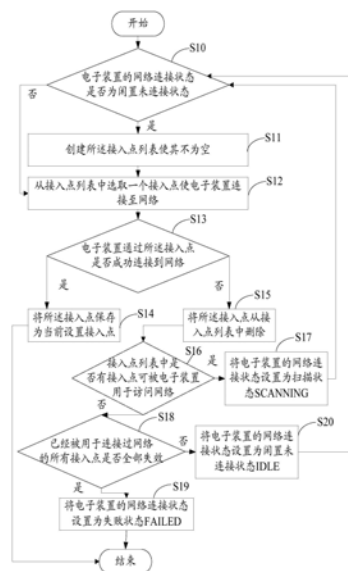 开始
S10
电子装置的网络连接状态
是否为闲置未连接状态
否
是
S11
创建所述接入点列表使其不为空
S12
从接入点列表中选取一个接入点使电子装置连
接至网络
S13
电子装置通过所述接入点
是否成功连接到网络
是
否
S14
将所述接入点保存
为当前设置接入点
S15
将所述接入点从接
入点列表中删除
S16
接入点列表中是
否有接入点可被电子装置
用于访问网络
是
S17
将电子装置的网络连
接状态设置为扫描状
态SCANNING
否
S18
已经被用于连接过网络
的所有接入点是否全部失效
否
S20
将电子装置的网络连
接状态设置为闲置未
连接状态IDLE
是
S19
将电子装置的网络连接状态
设置为失败状态FAILED
结束